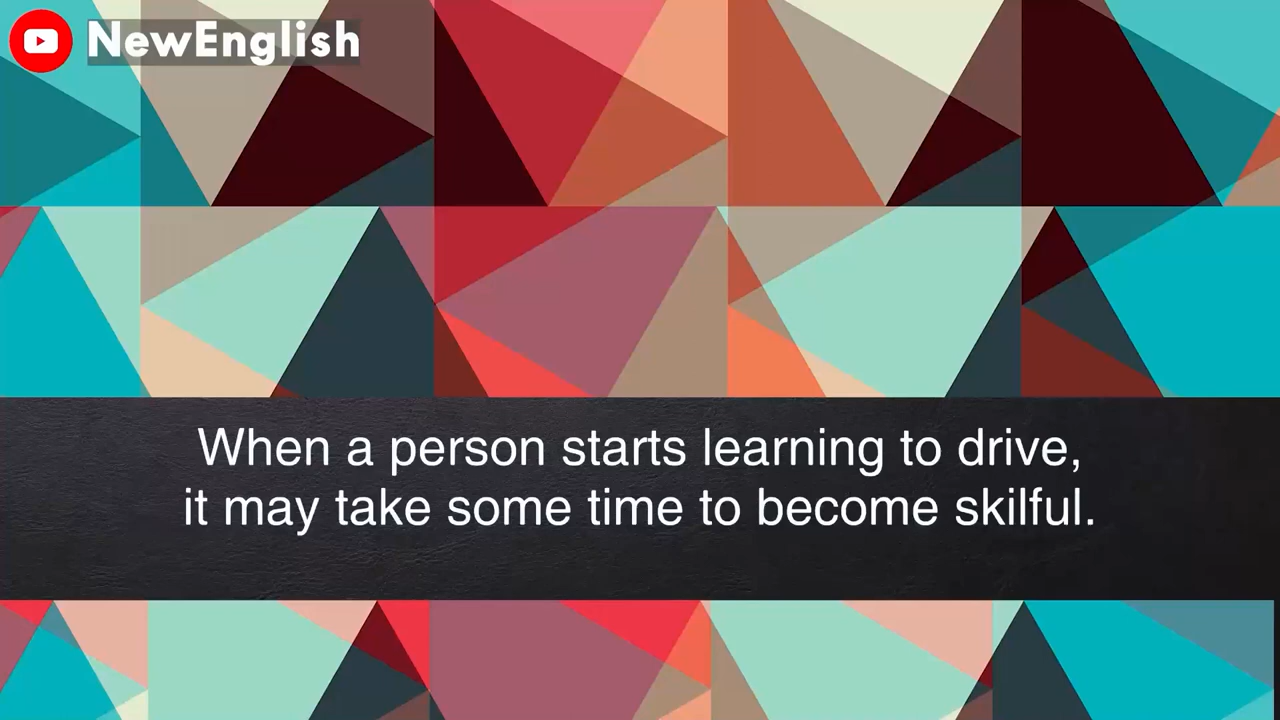 NewEnglish
When a person starts learning to drive,
it may take some time to become skilful.